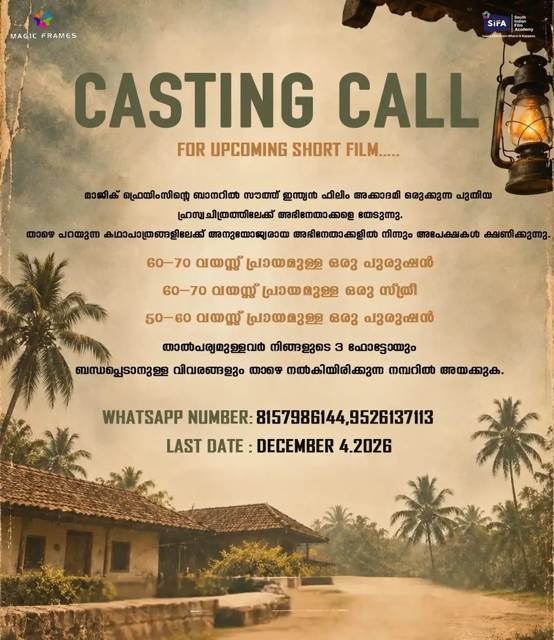 MAGIC FRAMES
SIFA
South
Indian
Film
Academy
CASTING CALL
FOR UPCOMING SHORT FILM.....
മാജിക് ഫ്രെയിംസിന്റെ ബാനറിൽ സൗത്ത് ഇന്ത്യൻ ഫിലിം അക്കാദമി ഒരുക്കുന്ന പുതിയ
ഹ്രസ്വചിത്രത്തിലേക്ക് അഭിനേതാക്കളെ തേടുന്നു.
താഴെ പറയുന്ന കഥാപാത്രങ്ങളിലേക്ക് അനുയോജ്യരായ അഭിനേതാക്കളിൽ നിന്നും അപേക്ഷകൾ ക്ഷണിക്കുന്നു.
60-70 വയസ്സ് പ്രായമുള്ള ഒരു പുരുഷൻ
60-70 വയസ്സ് പ്രായമുള്ള ഒരു സ്ത്രീ
50-60 വയസ്സ് പ്രായമുള്ള ഒരു പുരുഷൻ
താൽപര്യമുള്ളവർ നിങ്ങളുടെ 3 ഫോട്ടോയും
ബന്ധപ്പെടാനുള്ള വിവരങ്ങളും താഴെ നൽകിയിരിക്കുന്ന നമ്പറിൽ അയക്കുക.
WHATSAPP NUMBER: 8157986144,9526137113
LAST DATE : DECEMBER 4.2026